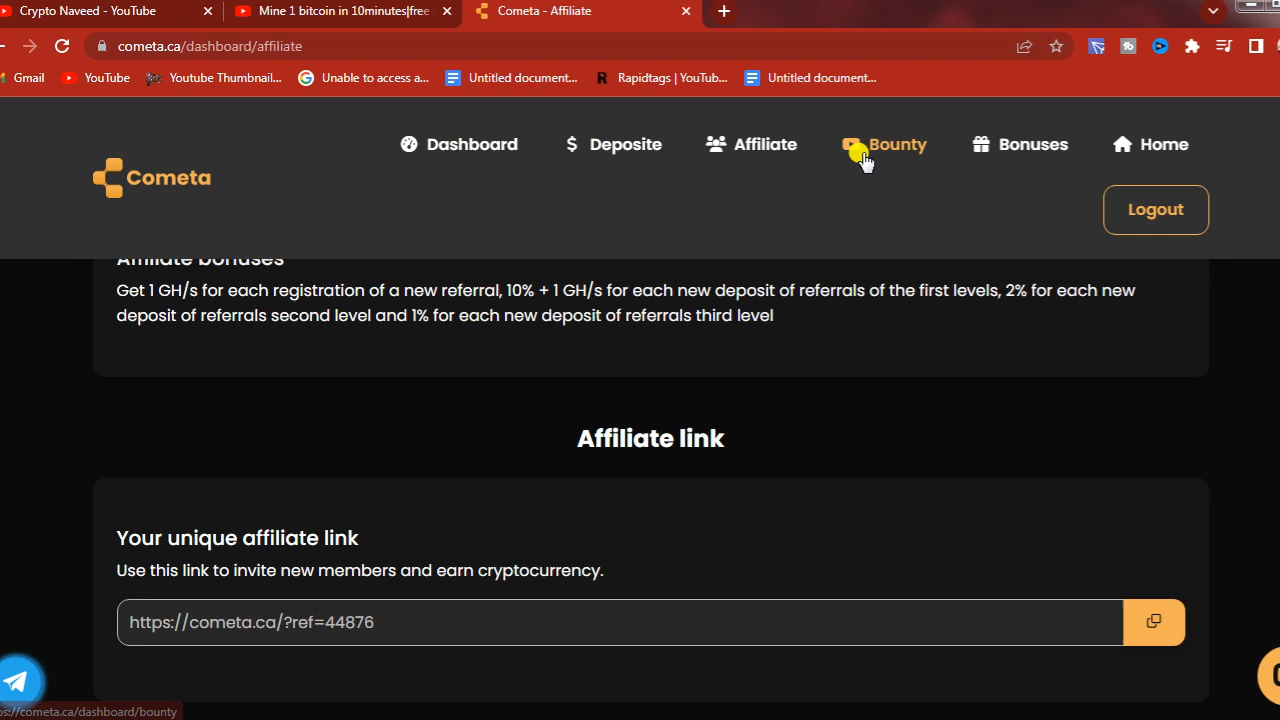 Crypto Naveed - YouTube
Mine 1 bitcoin in 10minutes|free
Cometa - Affiliate
cometa.ca/dashboard/affiliate
Gmail
YouTube
Youtube Thumbnail...
Unable to access a...
Untitled document...
Rapidtags | YouTub...
Untitled document...
Cometa
Dashboard
Deposite
Affiliate
Bounty
Bonuses
Home
Logout
Affiliate bonuses
Get 1 GH/s for each registration of a new referral, 10% + 1 GH/s for each new deposit of referrals of the first levels, 2% for each new
deposit of referrals second level and 1% for each new deposit of referrals third level
Affiliate link
Your unique affiliate link
Use this link to invite new members and earn cryptocurrency.
https://cometa.ca/?ref=44876
ps://cometa.ca/dashboard/bounty